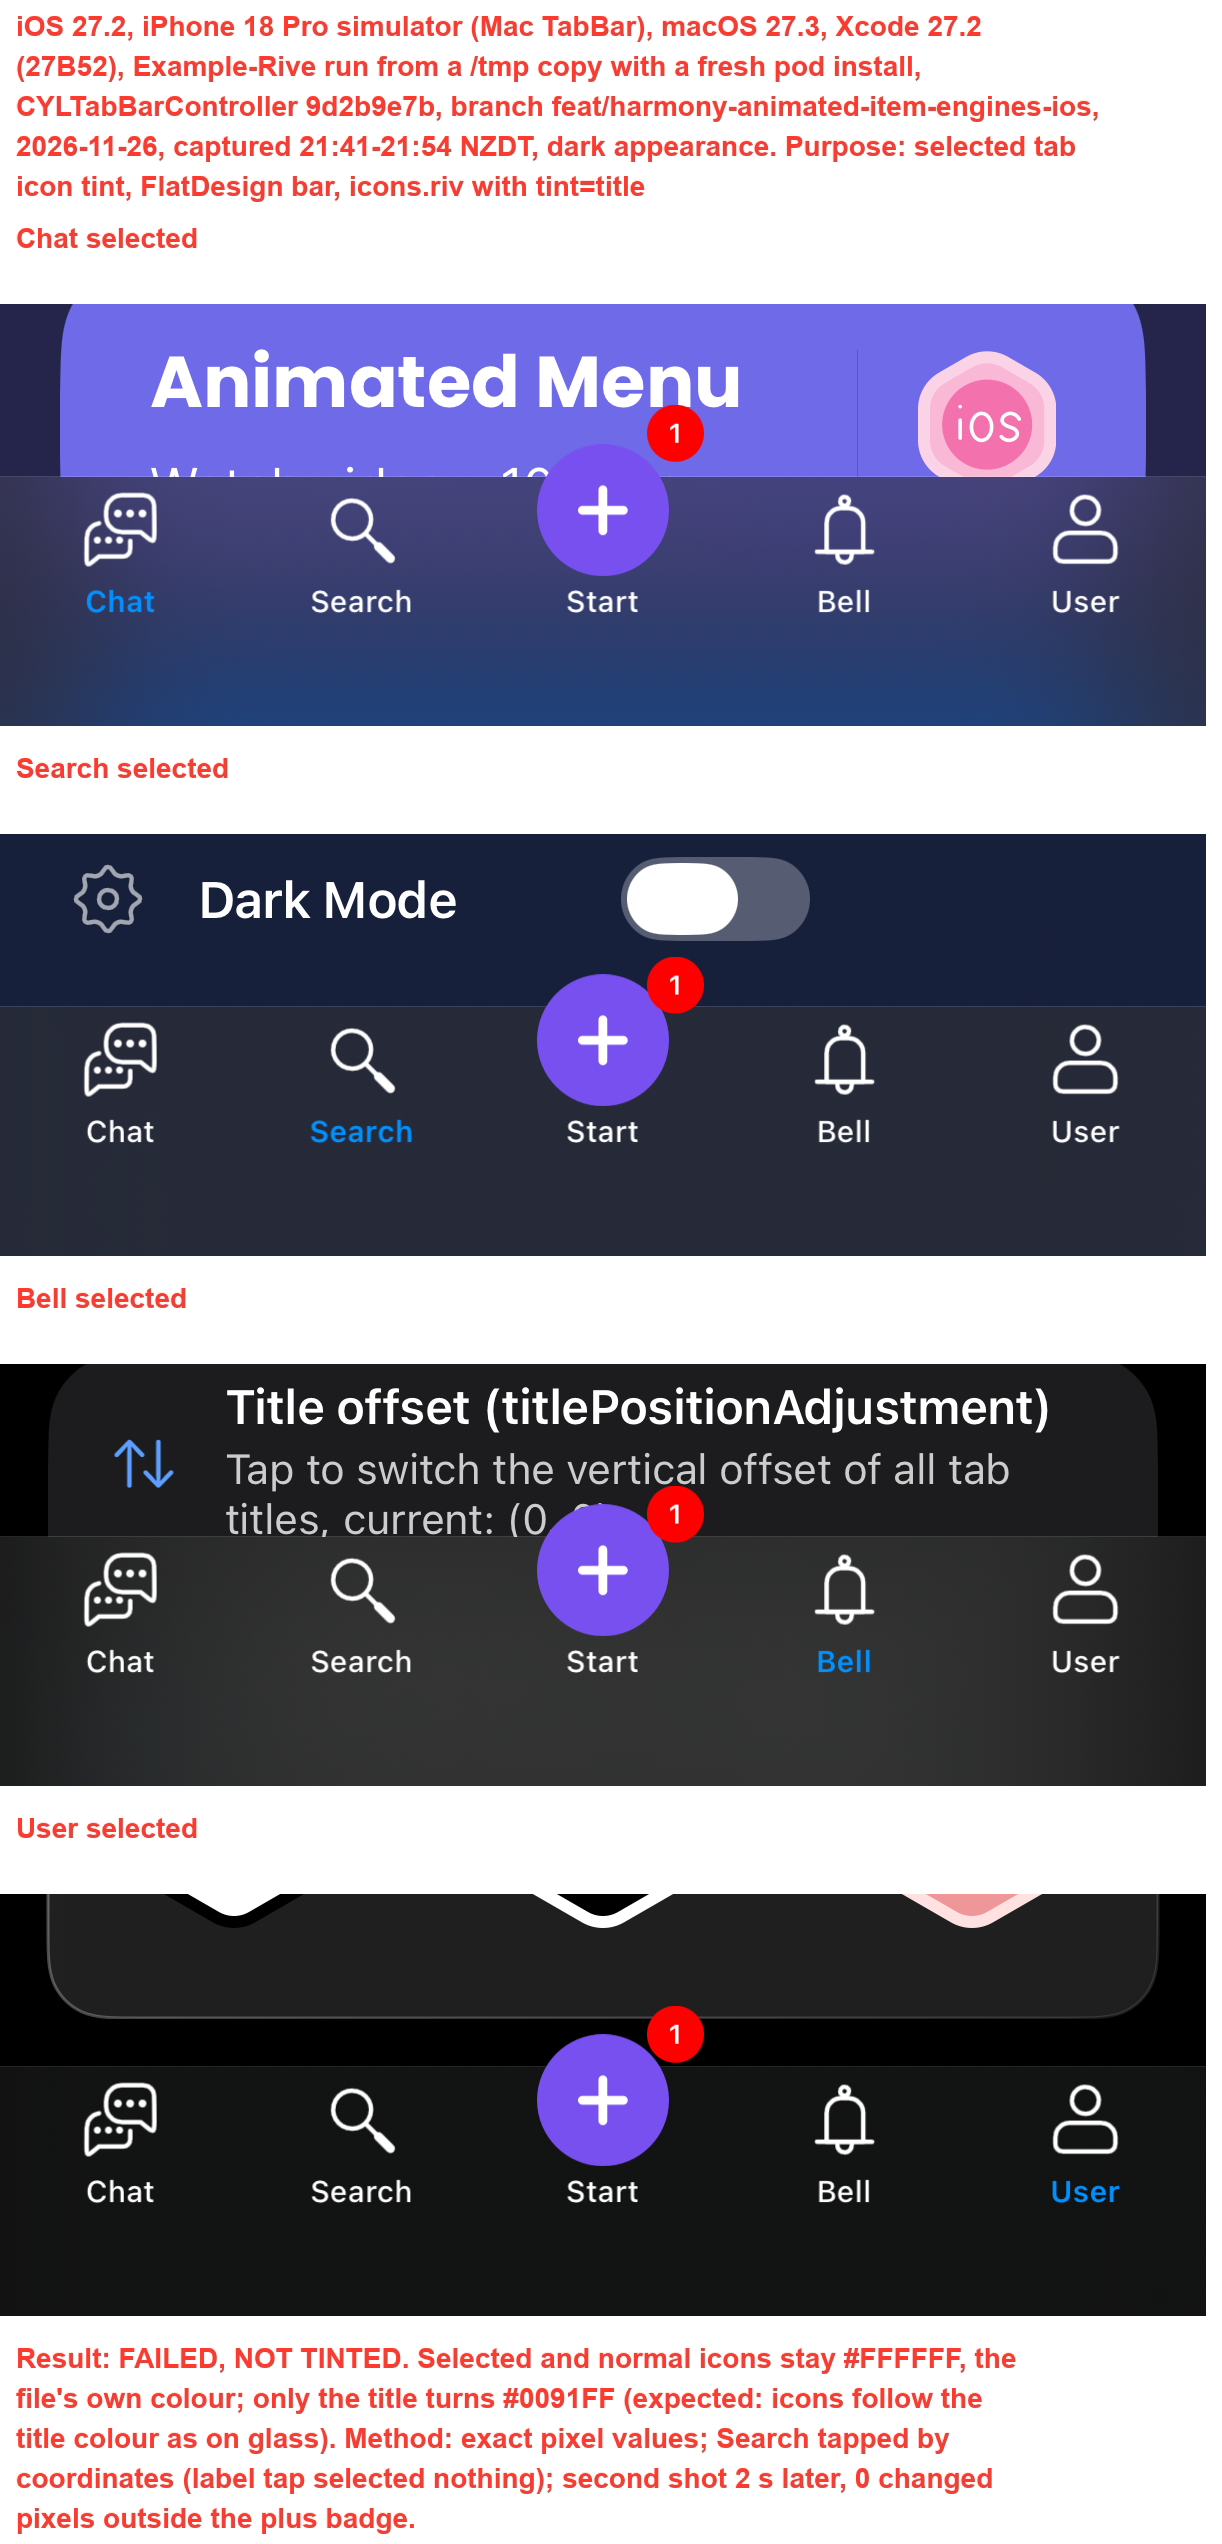 iOS 27.2, iPhone 18 Pro simulator (Mac TabBar), macOS 27.3, Xcode 27.2
(27B52), Example-Rive run from a /tmp copy with a fresh pod install,
CYLTabBarController 9d2b9e7b, branch feat/harmony-animated-item-engines-ios,
2026-11-26, captured 21:41-21:54 NZDT, dark appearance. Purpose: selected tab
icon tint, FlatDesign bar, icons.riv with tint=title
Chat selected
Animated Menu
iOS
1
Chat Search Start Bell User
Search selected
Dark Mode
1
Chat Search Start Bell User
Bell selected
Title offset (titlePositionAdjustment)
Tap to switch the vertical offset of all tab
titles, current: (0,
1
Chat Search Start Bell User
User selected
1
Chat Search Start Bell User
Result: FAILED, NOT TINTED. Selected and normal icons stay #FFFFFF, the
file's own colour; only the title turns #0091FF (expected: icons follow the
title colour as on glass). Method: exact pixel values; Search tapped by
coordinates (label tap selected nothing); second shot 2 s later, 0 changed
pixels outside the plus badge.